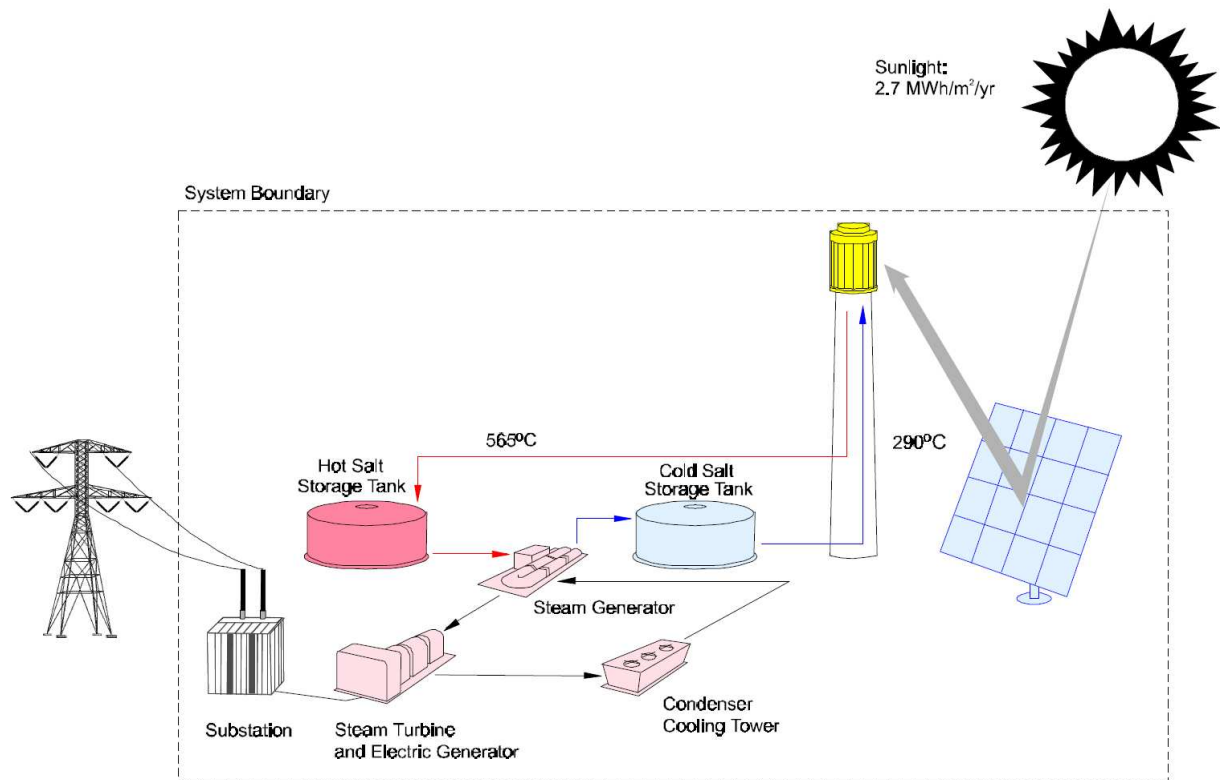 Sunlight:
2.7 MWh/m²/yr
System Boundary
565ºC
290ºC
Hot Salt
Storage Tank
Cold Salt
Storage Tank
Steam Generator
Substation
Steam Turbine
and Electric Generator
Condenser
Cooling Tower